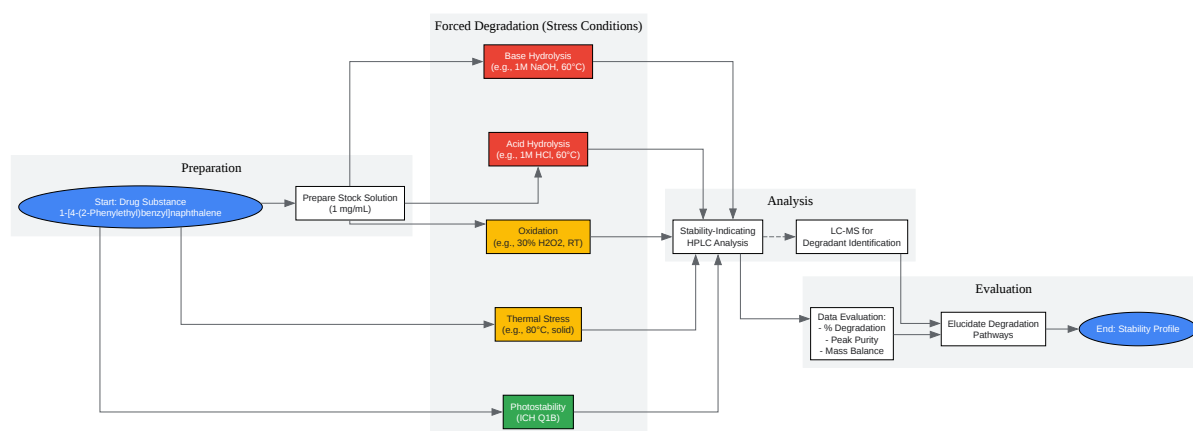 Forced Degradation (Stress Conditions)
Base Hydrolysis
(e.g., 1M NaOH, 60°C)
Acid Hydrolysis
(e.g., 1M HCl, 60°C)
Preparation
Start: Drug Substance
1-[4-(2-Phenylethyl)benzyl]naphthalene
Prepare Stock Solution
(1 mg/mL)
Oxidation
(e.g., 30% H2O2, RT)
Thermal Stress
(e.g., 80°C, solid)
Photostability
(ICH Q1B)
Analysis
Stability-Indicating
HPLC Analysis
LC-MS for
Degradant Identification
Evaluation
Data Evaluation:
- % Degradation
- Peak Purity
- Mass Balance
Elucidate Degradation
Pathways
End: Stability Profile